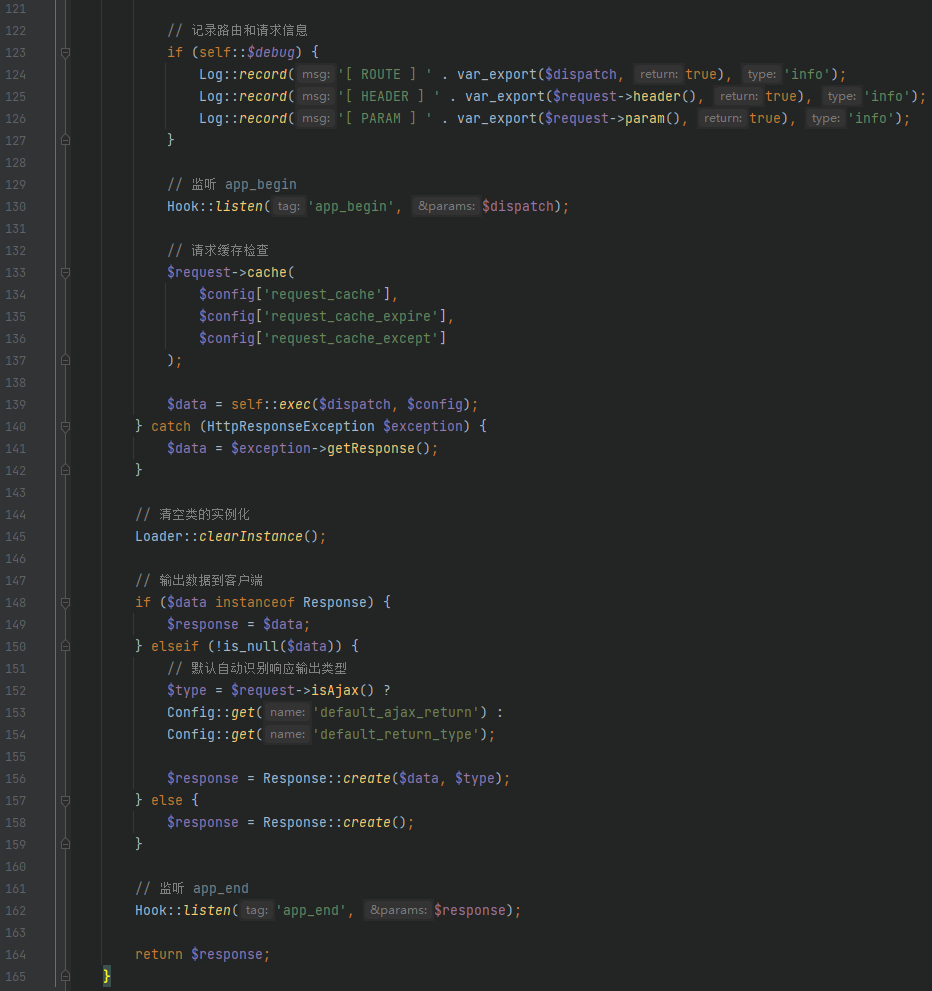 121
122 // 记录路由和请求信息
123 if (self::$debug) {
124 Log::record( msg: '[ ROUTE ] ' . var_export($dispatch, return: true), type: 'info');
125 Log::record( msg: '[ HEADER ] ' . var_export($request->header(), return: true), type: 'info');
126 Log::record( msg: '[ PARAM ] ' . var_export($request->param(), return: true), type: 'info');
127 }
128
129 // 监听 app_begin
130 Hook::listen( tag: 'app_begin', &params: $dispatch);
131
132 // 请求缓存检查
133 $request->cache(
134 $config['request_cache'],
135 $config['request_cache_expire'],
136 $config['request_cache_except']
137 );
138
139 $data = self::exec($dispatch, $config);
140 } catch (HttpResponseException $exception) {
141 $data = $exception->getResponse();
142 }
143
144 // 清空类的实例化
145 Loader::clearInstance();
146
147 // 输出数据到客户端
148 if ($data instanceof Response) {
149 $response = $data;
150 } elseif (!is_null($data)) {
151 // 默认自动识别响应输出类型
152 $type = $request->isAjax() ?
153 Config::get( name: 'default_ajax_return') :
154 Config::get( name: 'default_return_type');
155
156 $response = Response::create($data, $type);
157 } else {
158 $response = Response::create();
159 }
160
161 // 监听 app_end
162 Hook::listen( tag: 'app_end', &params: $response);
163
164 return $response;
165 }